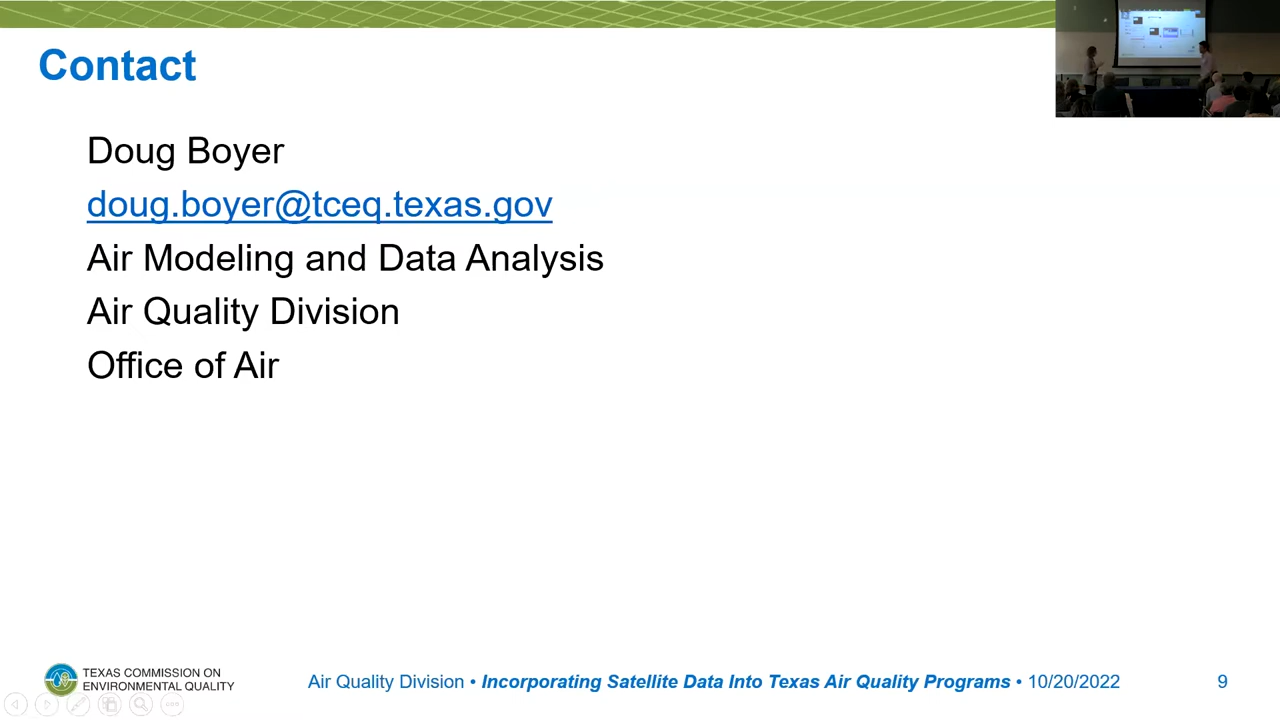 Contact
Doug Boyer
doug.boyer@tceq.texas.gov
Air Modeling and Data Analysis
Air Quality Division
Office of Air
TEXAS COMMISSION ON
ENVIRONMENTAL QUALITY
Air Quality Division • Incorporating Satellite Data Into Texas Air Quality Programs • 10/20/2022
9